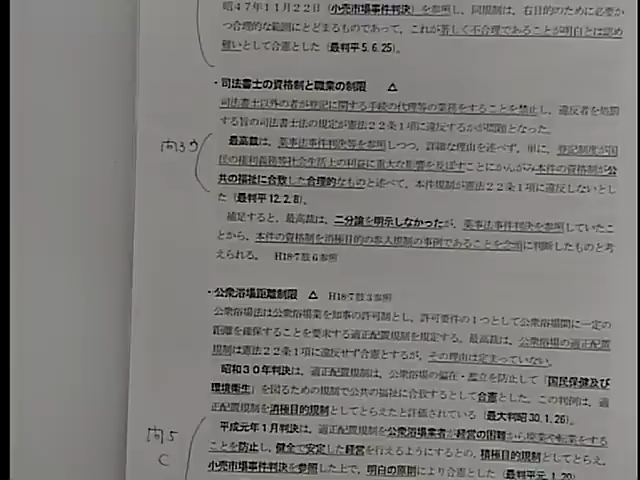 昭47年11月22日（小売市場事件判決）を参照し、同規制は、右目的のために必要か
つ合理的な範囲にとどまるものであって、これが著しく不合理であることが明白とは認め
難いとして合憲とした（最判平5.6.25）。
・司法書士の資格制と職業の制限 △
司法書士以外の者が登記に関する手続の代理等の業務をすることを禁止し、違反者を処罰
する旨の司法書士法の規定が憲法22条1項に違反するかが問題となった。
問3ウ
最高裁は、薬事法事件判決等を参照しつつ、詳細な理由を述べず、単に、登記制度が国
民の権利義務等社会生活上の利益に重大な影響を及ぼすことにかんがみ本件の資格制が公
共の福祉に合致した合理的なものと述べて、本件規制が憲法22条1項に違反しないとし
た（最判平12.2.8）。
補足すると、最高裁は、二分論を明示しなかったが、薬事法事件判決を参照していたこ
とから、本件の資格制を消極目的の参入規制の事例であることを念頭に判断したものと考
えられる。 H18-7肢6参照
・公衆浴場距離制限 △ H18-7肢3参照
公衆浴場法は公衆浴場業を知事の許可制とし、許可要件の1つとして公衆浴場間に一定の
距離を確保することを要求する適正配置規制を規定する。最高裁は、公衆浴場の適正配置
規制は憲法22条1項に違反せず合憲とするが、その理由は定まっていない。
昭和30年判決は、適正配置規制は、公衆浴場の偏在・濫立を防止して「国民保健及び
環境衛生」を図るための規制で公共の福祉に合致するとして合憲とした。この判例は、適
正配置規制を消極目的規制としてとらえたと評価されている（最大判昭30.1.26）。
問5
C
平成元年1月判決は、適正配置規制を公衆浴場業者が経営の困難から廃業や転業をする
ことを防止し、健全で安定した経営を行えるようにするとの、積極目的規制としてとらえ、
小売市場事件判決を参照した上で、明白の原則により合憲とした（最判平元.1.20）